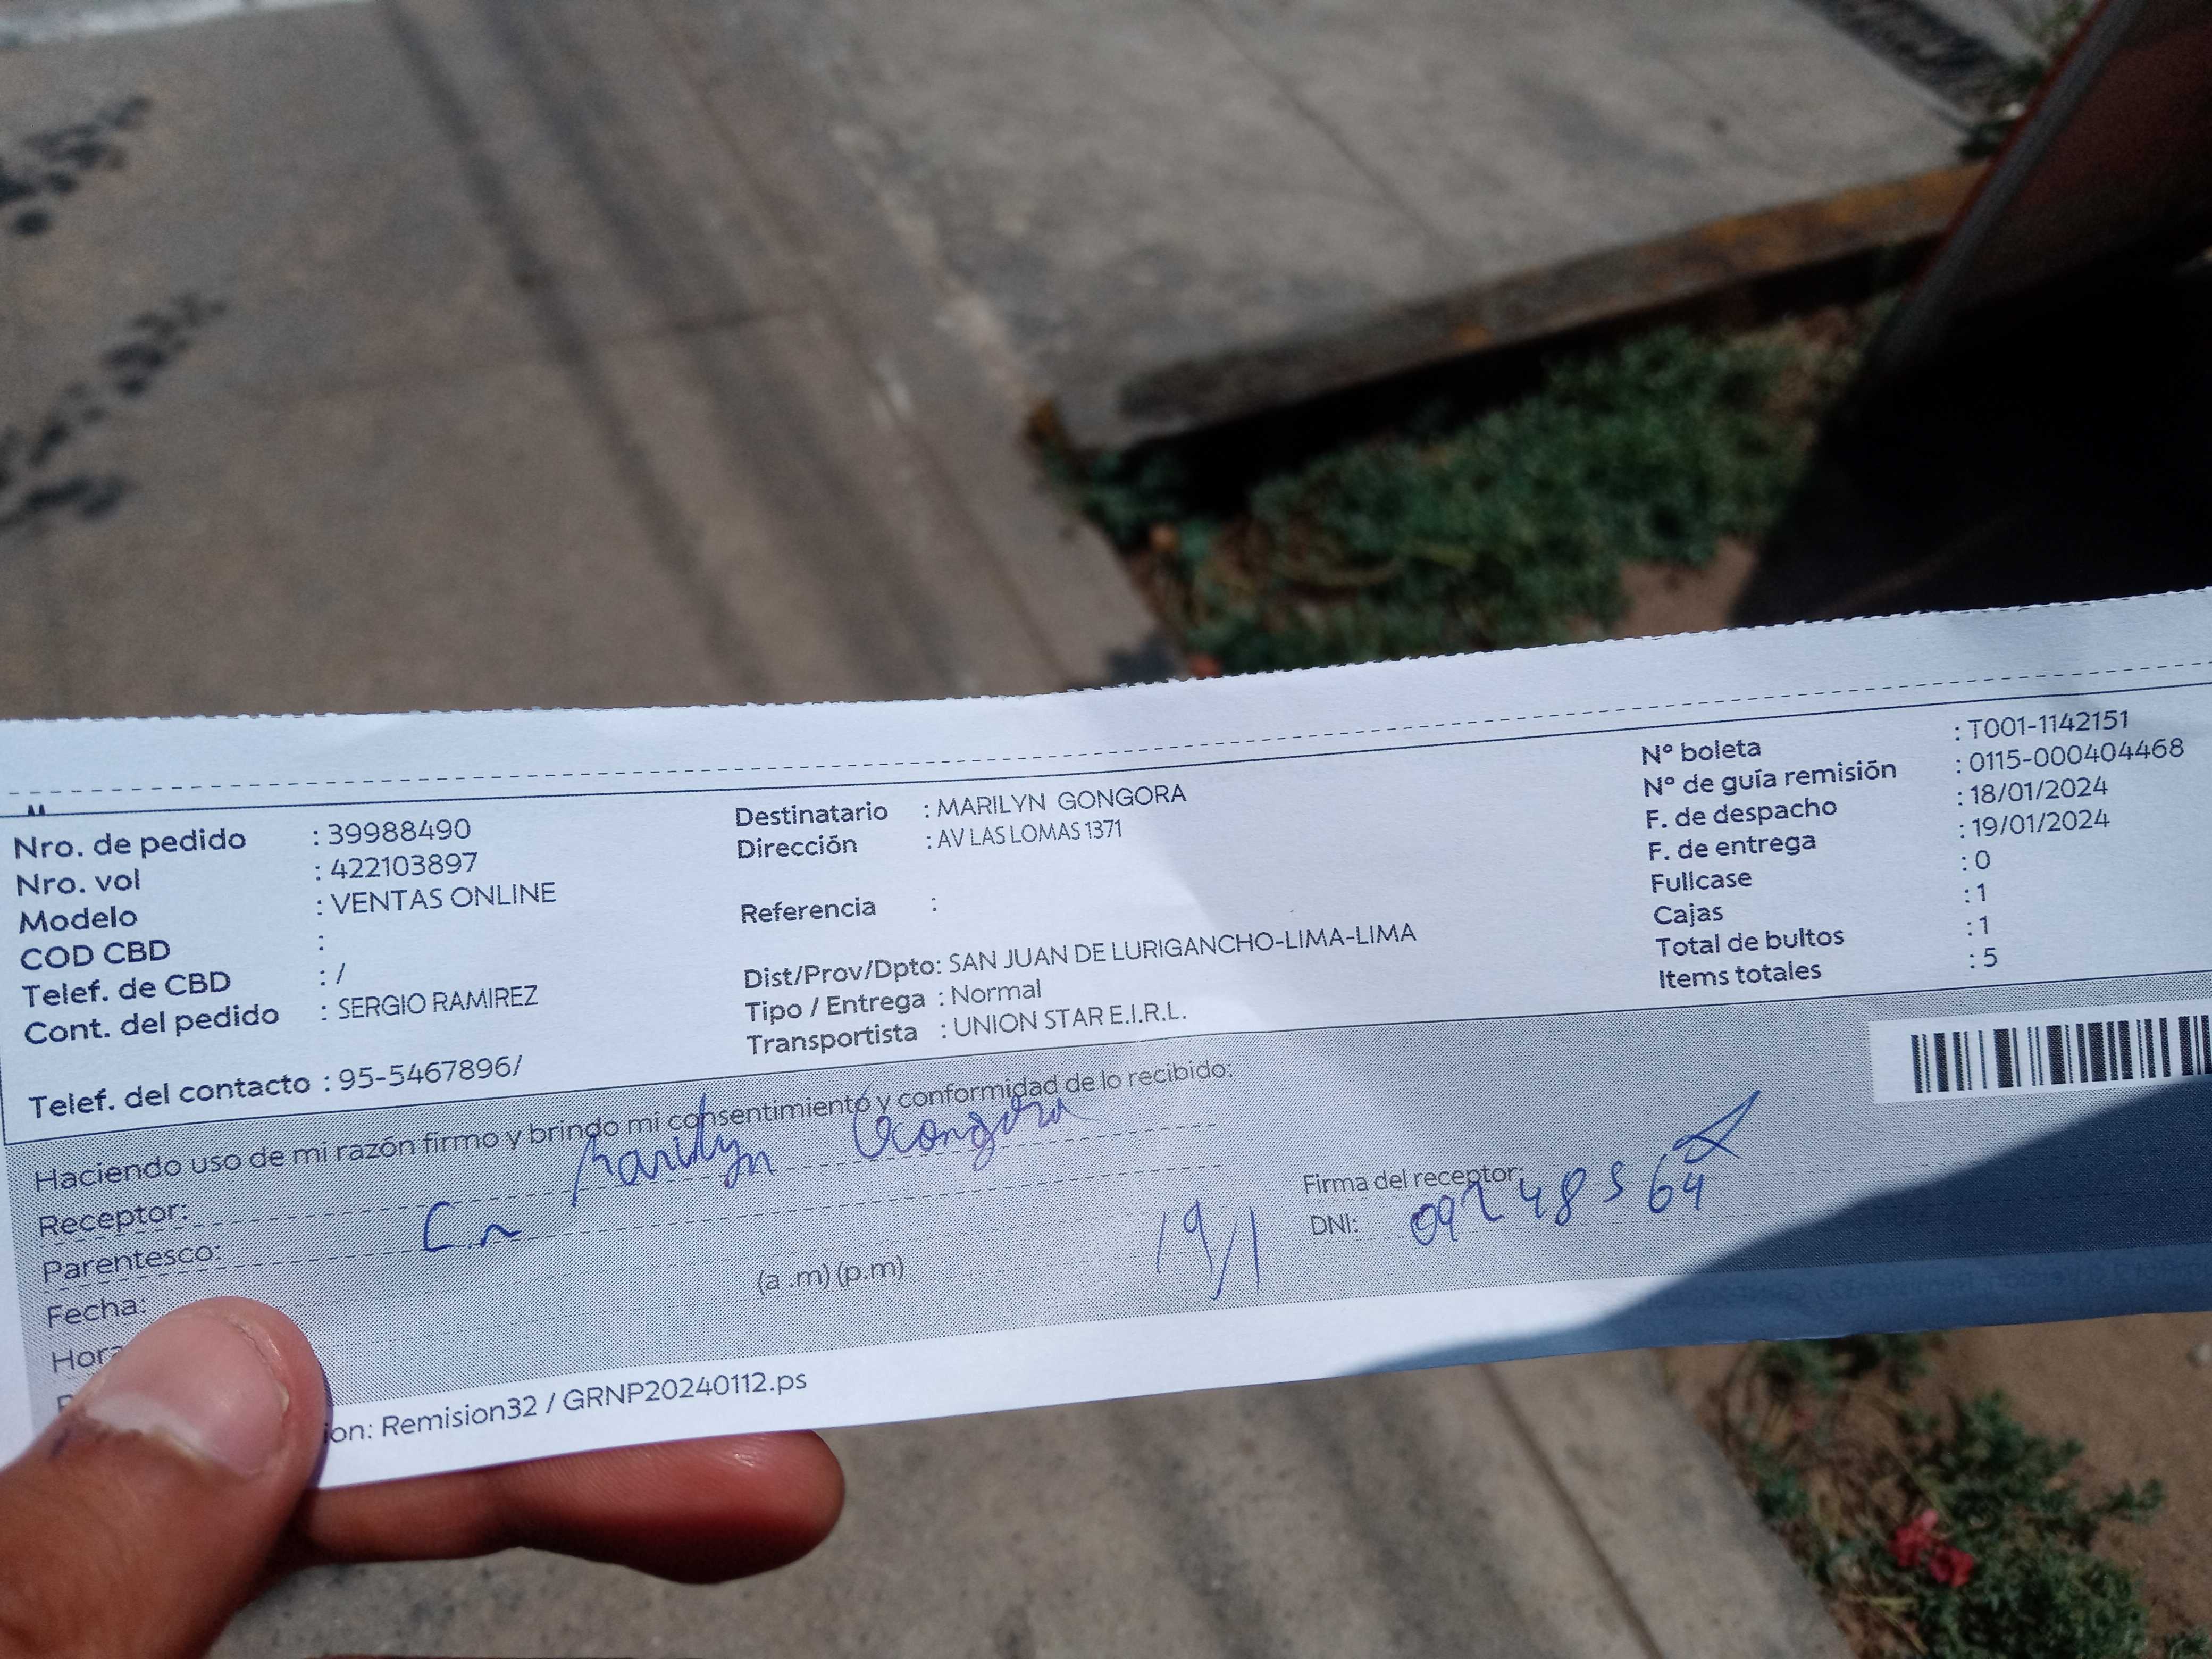 Nro. de pedido : 39988490
Nro. vol : 422103897
Modelo : VENTAS ONLINE
COD CBD :
Telef. de CBD : /
Cont. del pedido : SERGIO RAMIREZ
Telef. del contacto : 95-5467896/
Destinatario : MARILYN GONGORA
Dirección : AV LAS LOMAS 1371
Referencia :
Dist/Prov/Dpto: SAN JUAN DE LURIGANCHO-LIMA-LIMA
Tipo / Entrega : Normal
Transportista : UNION STAR E.I.R.L.
N° boleta : T001-1142151
N° de guía remisión : 0115-000404468
F. de despacho : 18/01/2024
F. de entrega : 19/01/2024
Fullcase : 0
Cajas : 1
Total de bultos : 1
Items totales : 5
Haciendo uso de mi razón firmo y brindo mi consentimiento y conformidad de lo recibido:
Receptor: Marilyn Gongora
Parentesco:
Fecha: 19/1
(a .m) (p.m)
Firma del receptor:
DNI: 09248564
ion: Remision32 / GRNP20240112.ps